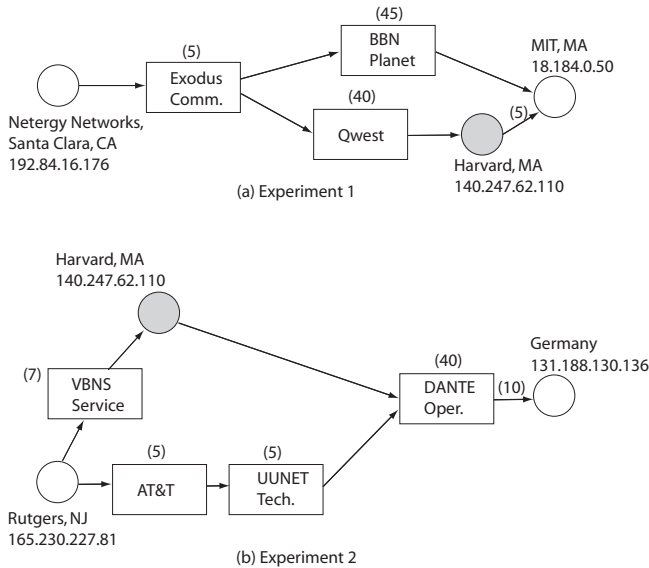 (45)
BBN
Planet
(5)
Exodus
Comm.
MIT, MA
18.184.0.50
(40)
Qwest
(5)
Netergy Networks,
Santa Clara, CA
192.84.16.176
Harvard, MA
140.247.62.110
(a) Experiment 1
Harvard, MA
140.247.62.110
Germany
131.188.130.136
(40)
DANTE
Oper.
(10)
(7)
VBNS
Service
(5)
AT&T
(5)
UUNET
Tech.
Rutgers, NJ
165.230.227.81
(b) Experiment 2